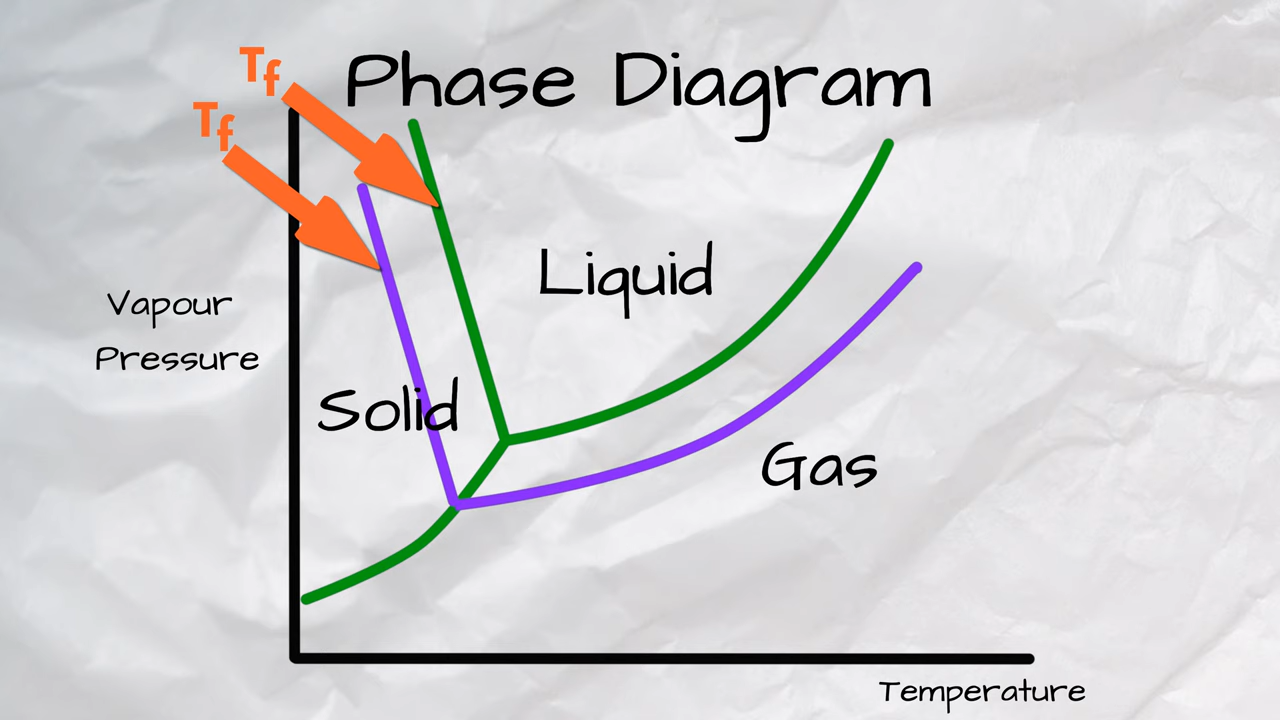 Phase Diagram
Tf
Tf
Liquid
Vapour
Pressure
Solid
Gas
Temperature